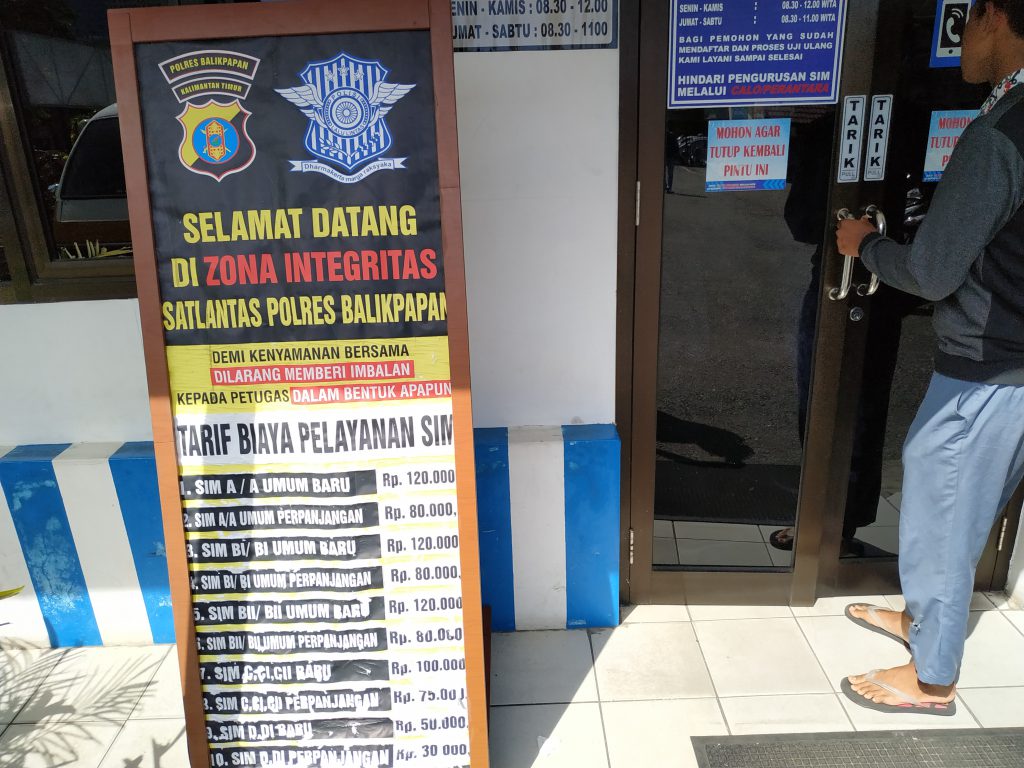 POLRES BALIKPAPAN
KALIMANTAN TIMUR
Dharmakerta marga raksyaka
SELAMAT DATANG
DI ZONA INTEGRITAS
SATLANTAS POLRES BALIKPAPAN
DEMI KENYAMANAN BERSAMA
DILARANG MEMBERI IMBALAN
KEPADA PETUGAS DALAM BENTUK APAPUN
TARIF BIAYA PELAYANAN SIM
1. SIM A / A UMUM BARU Rp. 120.000
2. SIM A/A UMUM PERPANJANGAN Rp. 80.000,
3. SIM BI/ BI UMUM BARU Rp. 120.000
4. SIM BI/ BI UMUM PERPANJANGAN Rp. 80.000,
5. SIM BII/ BII UMUM BARU Rp. 120.000
6. SIM BII/ BII,UMUM PERPANJANGAN Rp. 80.000
7. SIM C,CI,CII BARU Rp. 100.000
8. SIM C,CI,CII PERPANJANGAN Rp. 75.00
9. SIM D,DI BARU Rp. 50.000,
10. SIM D,DI PERPANJANGAN Rp. 30 000,
SENIN - KAMIS : 08.30 - 12.00
JUMAT - SABTU : 08.30 - 1100
SENIN - KAMIS : 08.30 - 12.00 WITA
JUMAT - SABTU : 08.30 - 11.00 WITA
BAGI PEMOHON YANG SUDAH
MENDAFTAR DAN PROSES UJI ULANG
KAMI LAYANI SAMPAI SELESAI
HINDARI PENGURUSAN SIM
MELALUI CALO/PERANTARA
MOHON AGAR
TUTUP KEMBALI
PINTU INI
TARIK
PULL
TARIK
PULL
MOHON
TUTUP K
P